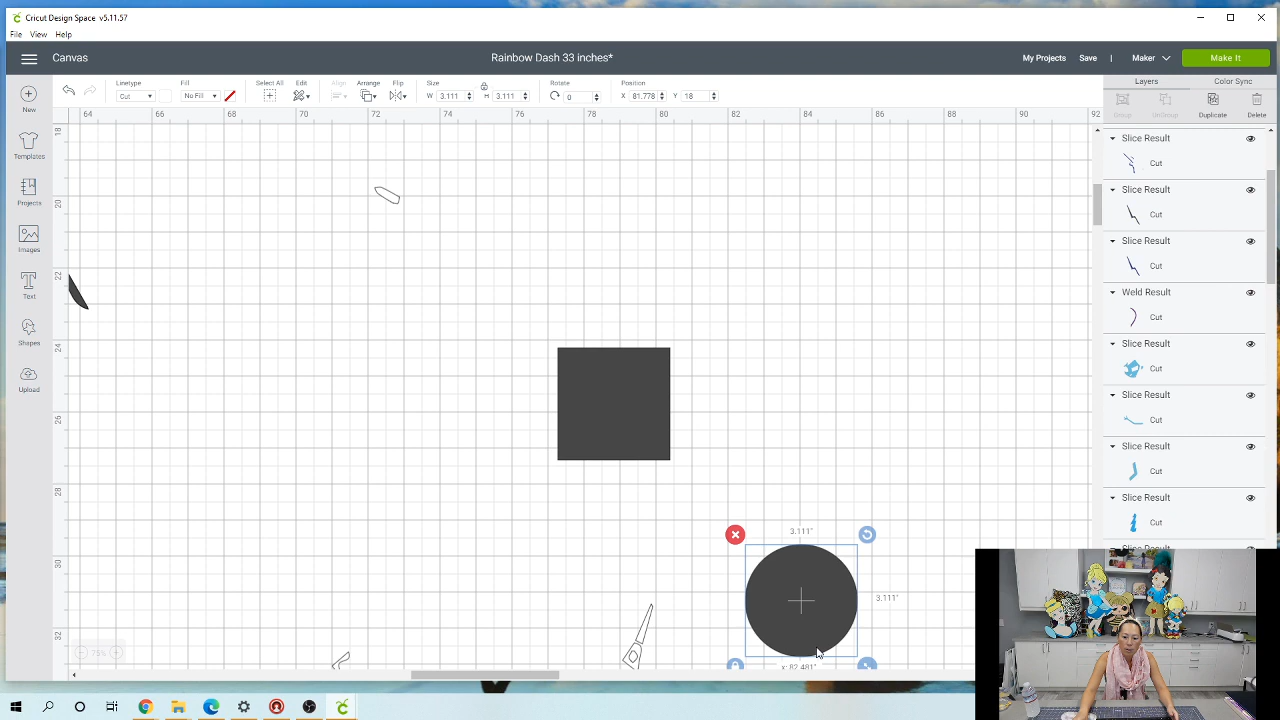 Cricut Design Space v5.11.57
File View Help
Canvas
Rainbow Dash 33 inches*
My Projects Save | Maker Make It
Linetype Fill Select All Edit Align Arrange Flip Size Rotate Position
Cut No Fill W 3.111 H 3.111 0 X 81.778 Y 18
Layers Color Sync
Group UnGroup Duplicate Delete
64 66 68 70 72 74 76 78 80 82 84 86 88 90 92
18
20
22
24
26
28
32
New
Templates
Projects
Images
Text
Shapes
Upload
Slice Result
Cut
Slice Result
Cut
Slice Result
Cut
Weld Result
Cut
Slice Result
Cut
Slice Result
Cut
Slice Result
Cut
Slice Result
Cut
3.111"
3.111"
x: 82.481"
75%